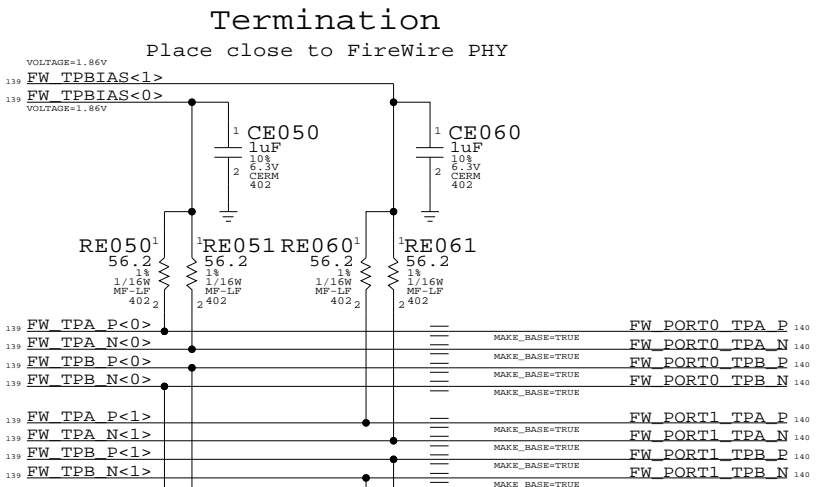 Termination
Place close to FireWire PHY
VOLTAGE=1.86V
139 FW_TPBIAS<1>
139 FW_TPBIAS<0>
VOLTAGE=1.86V
1 CE050
1uF
10%
6.3V
CERM
402
2
1 CE060
1uF
10%
6.3V
CERM
402
2
RE050 1
56.2
1%
1/16W
MF-LF
402 2
1 RE051
56.2
1%
1/16W
MF-LF
2 402
RE060 1
56.2
1%
1/16W
MF-LF
402 2
1 RE061
56.2
1%
1/16W
MF-LF
2 402
139 FW_TPA_P<0> FW_PORT0_TPA_P 140
MAKE_BASE=TRUE
139 FW_TPA_N<0> FW_PORT0_TPA_N 140
MAKE_BASE=TRUE
139 FW_TPB_P<0> FW_PORT0_TPB_P 140
MAKE_BASE=TRUE
139 FW_TPB_N<0> FW_PORT0_TPB_N 140
MAKE_BASE=TRUE
139 FW_TPA_P<1> FW_PORT1_TPA_P 140
MAKE_BASE=TRUE
139 FW_TPA_N<1> FW_PORT1_TPA_N 140
MAKE_BASE=TRUE
139 FW_TPB_P<1> FW_PORT1_TPB_P 140
MAKE_BASE=TRUE
139 FW_TPB_N<1> FW_PORT1_TPB_N 140
MAKE_BASE=TRUE